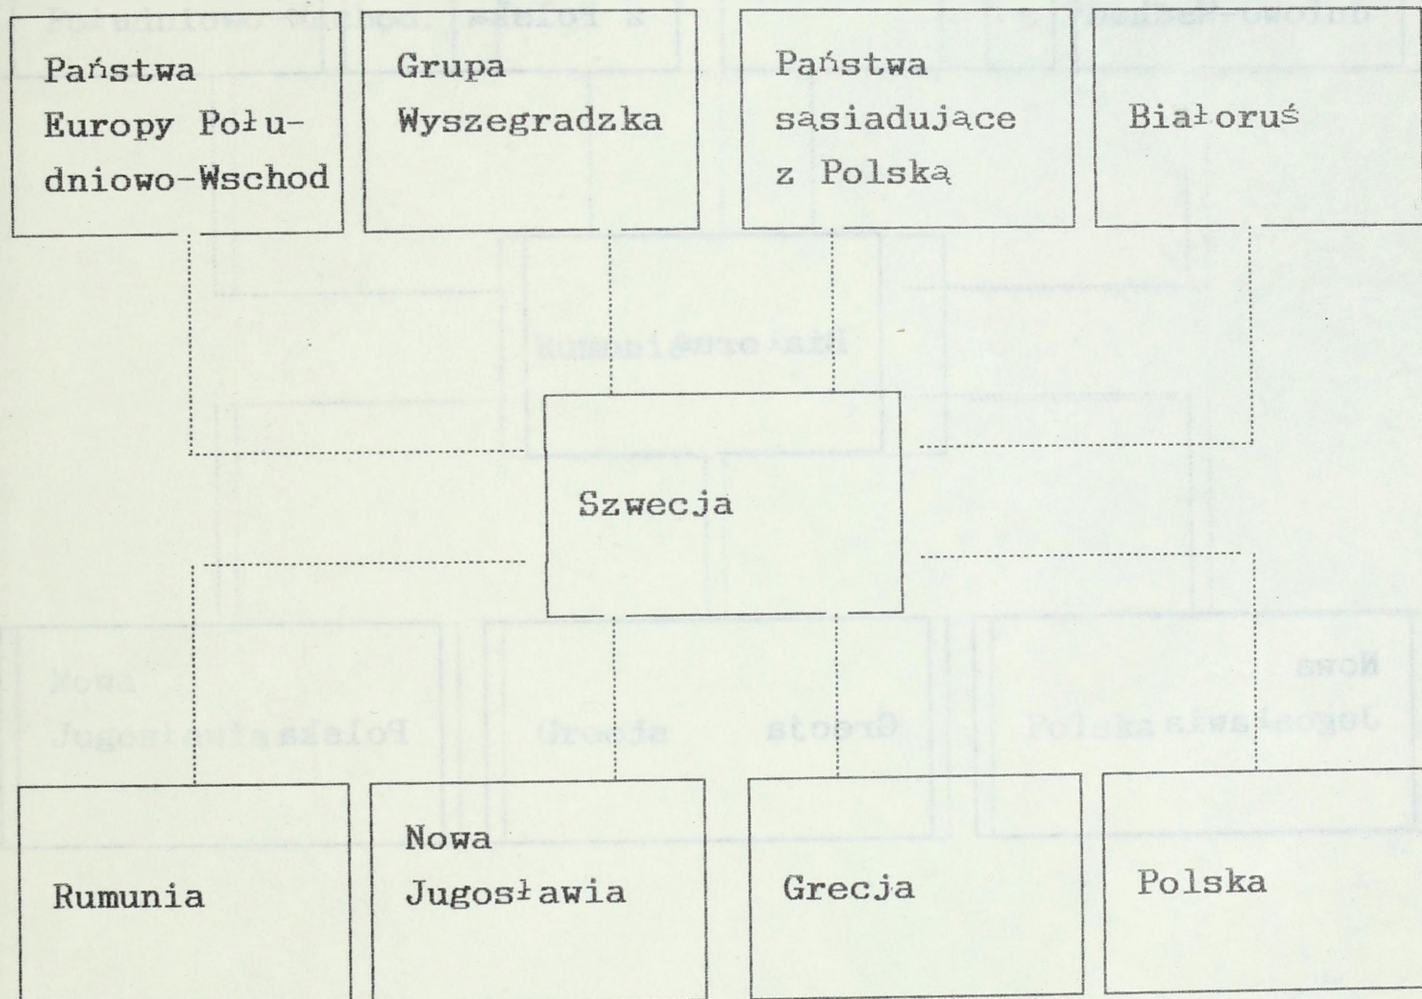 Państwa
Europy Połu-
dniowo-Wschod
Grupa
Wyszegradzka
Państwa
sąsiadujące
z Polską
Białoruś
Szwecja
Rumunia
Nowa
Jugosławia
Grecja
Polska